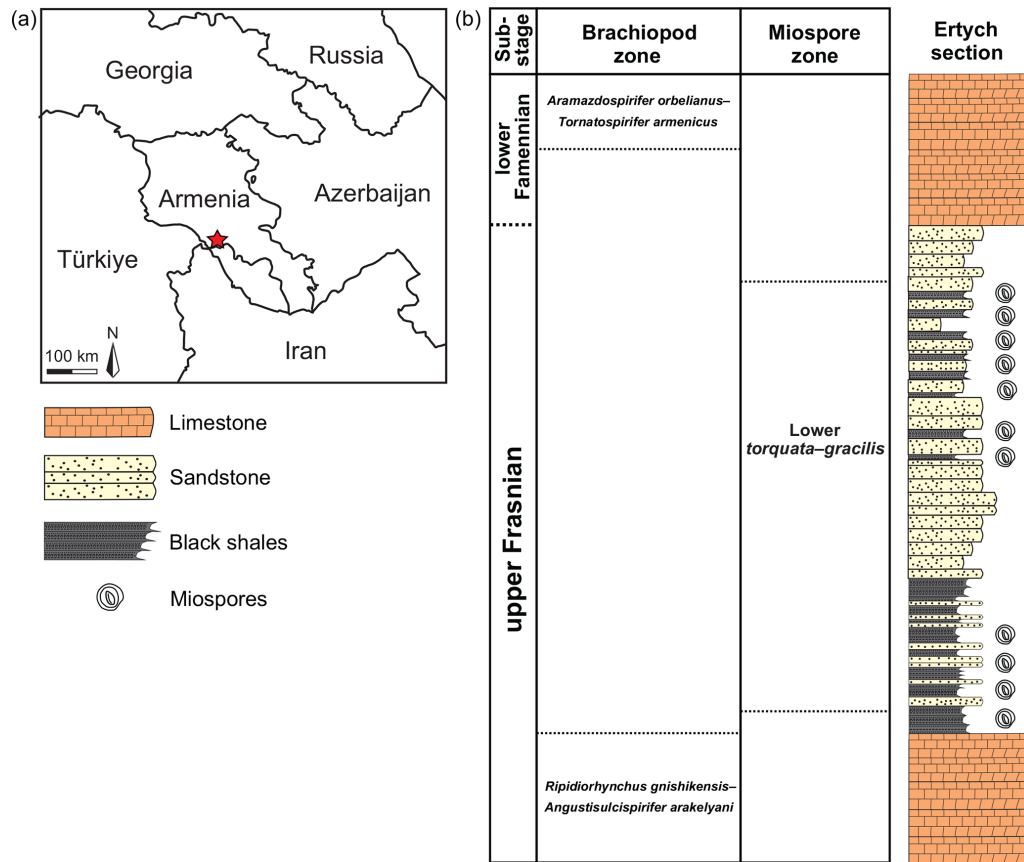 (a)
Georgia
Russia
Armenia
Azerbaijan
Türkiye
Iran
N
100 km
Limestone
Sandstone
Black shales
Miospores
(b)
Sub-
stage
Brachiopod
zone
Miospore
zone
Ertych
section
lower
Famennian
Aramazdospirifer orbelianus–
Tornatospirifer armenicus
upper Frasnian
Lower
torquata–gracilis
Ripidiorhynchus gnishikensis–
Angustisulcispirifer arakelyani